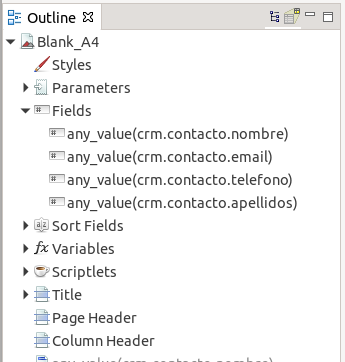 Outline
Blank_A4
Styles
Parameters
Fields
any_value(crm.contacto.nombre)
any_value(crm.contacto.email)
any_value(crm.contacto.telefono)
any_value(crm.contacto.apellidos)
Sort Fields
fx Variables
Scriptlets
Title
Page Header
Column Header